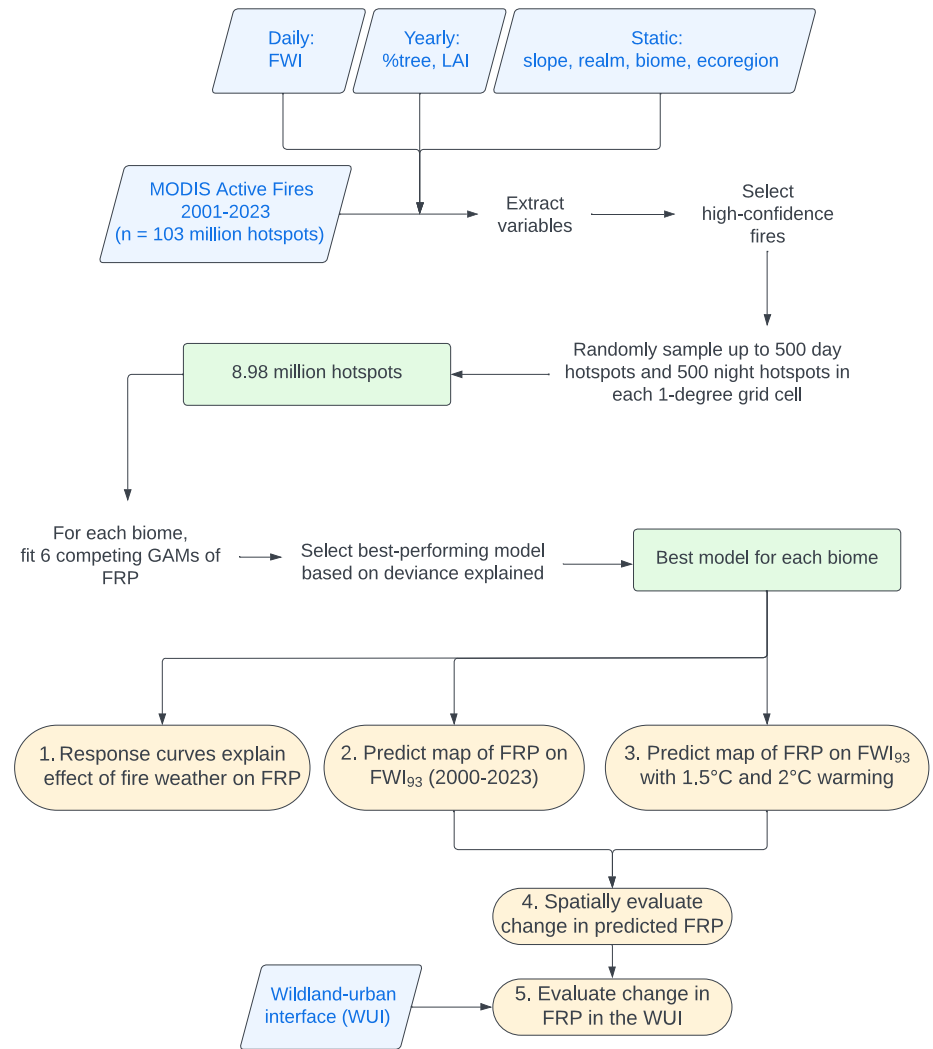 Daily:
FWI
Yearly:
%tree, LAI
Static:
slope, realm, biome, ecoregion
MODIS Active Fires
2001-2023
(n = 103 million hotspots)
Extract
variables
Select
high-confidence
fires
Randomly sample up to 500 day
hotspots and 500 night hotspots in
each 1-degree grid cell
8.98 million hotspots
For each biome,
fit 6 competing GAMs of
FRP
Select best-performing model
based on deviance explained
Best model for each biome
1. Response curves explain
effect of fire weather on FRP
2. Predict map of FRP on
FWI₉₃ (2000-2023)
3. Predict map of FRP on FWI₉₃
with 1.5°C and 2°C warming
4. Spatially evaluate
change in predicted FRP
Wildland-urban
interface (WUI)
5. Evaluate change in
FRP in the WUI